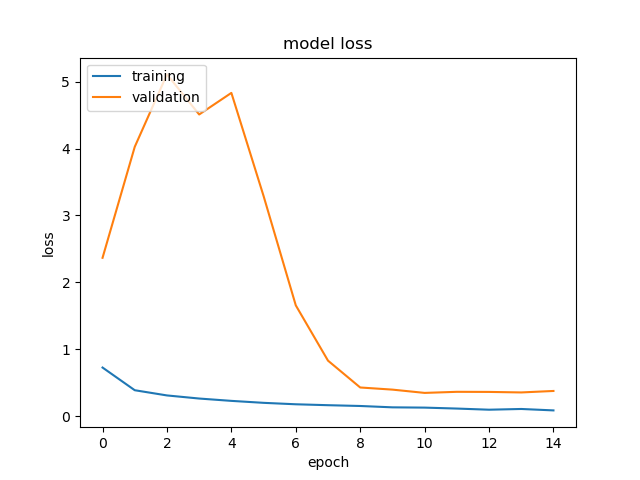 model loss
training
validation
5
4
3
2
1
0
loss
0 2 4 6 8 10 12 14
epoch